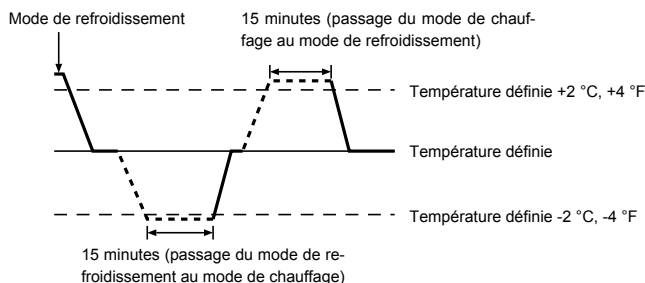 Mode de refroidissement
15 minutes (passage du mode de chauf-
fage au mode de refroidissement)
Température définie +2 °C, +4 °F
Température définie
Température définie -2 °C, -4 °F
15 minutes (passage du mode de re-
froidissement au mode de chauffage)